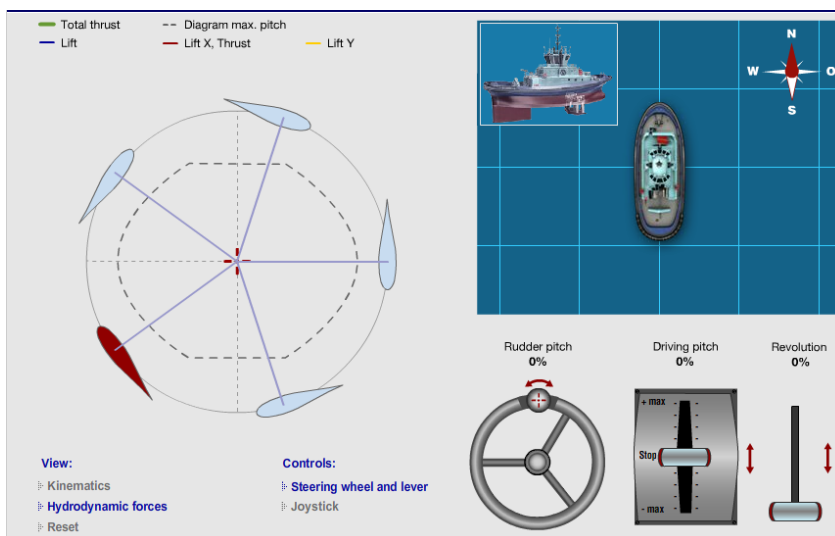 Total thrust
Diagram max. pitch
Lift
Lift X, Thrust
Lift Y
N
W
O
S
Rudder pitch
0%
Driving pitch
0%
Revolution
0%
+ max
Stop
- max
View:
Kinematics
Hydrodynamic forces
Reset
Controls:
Steering wheel and lever
Joystick